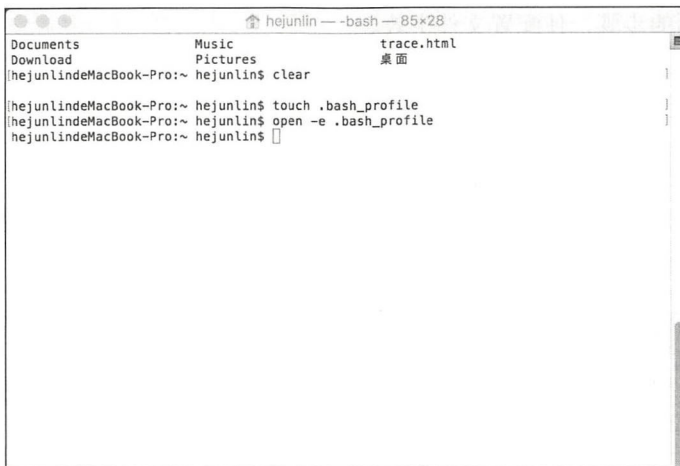 hejunlin — -bash — 85×28
Documents Music trace.html
Download Pictures 桌面
[hejunlindeMacBook-Pro:~ hejunlin$ clear ]
[hejunlindeMacBook-Pro:~ hejunlin$ touch .bash_profile ]
[hejunlindeMacBook-Pro:~ hejunlin$ open -e .bash_profile ]
hejunlindeMacBook-Pro:~ hejunlin$